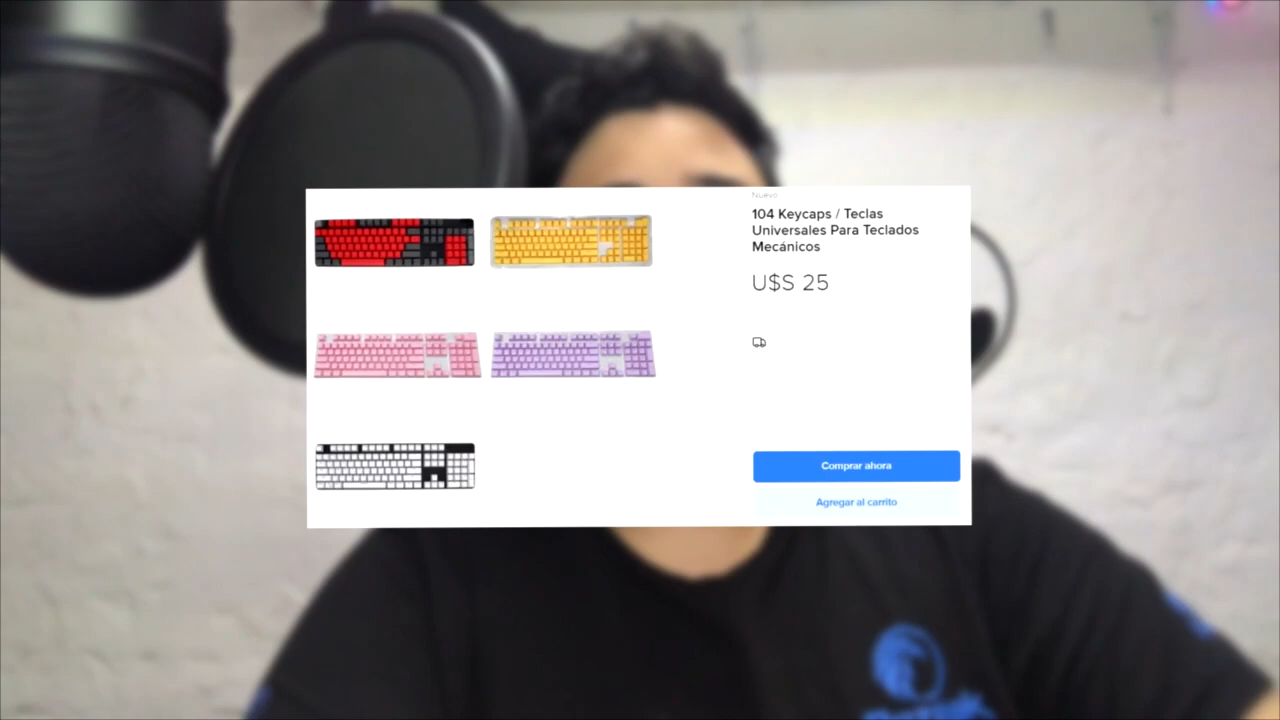 Nuevo
104 Keycaps / Teclas
Universales Para Teclados
Mecánicos
U$S 25
Comprar ahora
Agregar al carrito